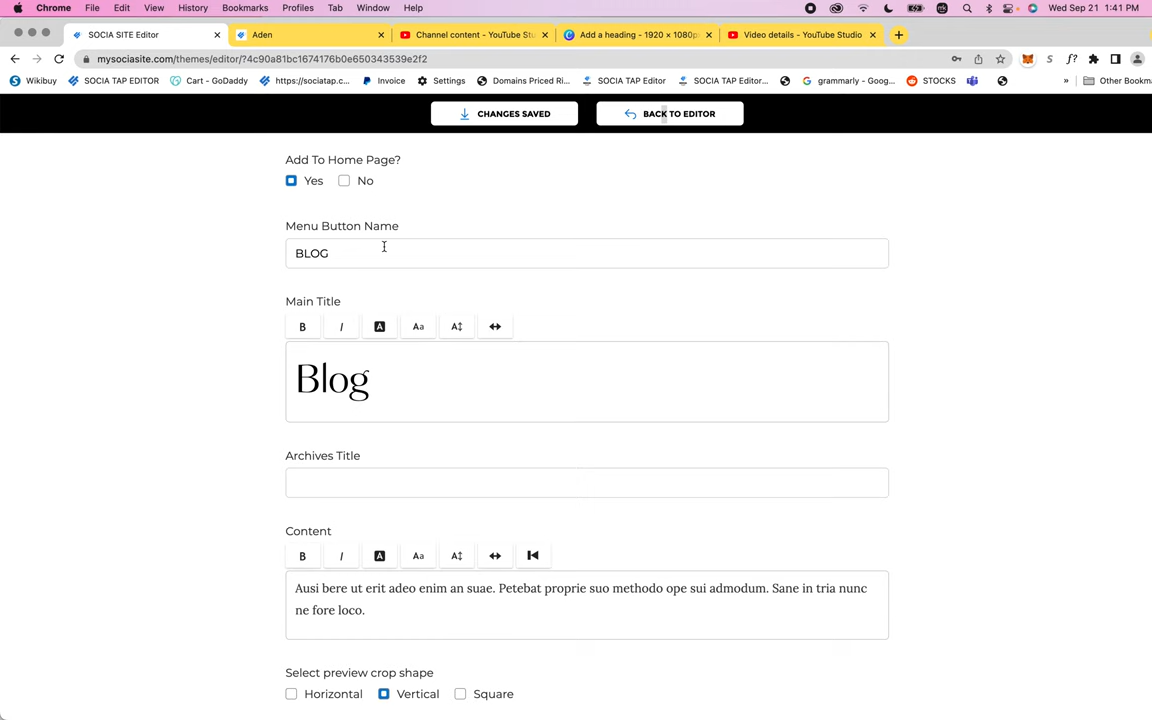 Chrome File Edit View History Bookmarks Profiles Tab Window Help Wed Sep 21 1:41 PM
SOCIA SITE Editor Aden Channel content - YouTube Stu Add a heading - 1920 × 1080p Video details - YouTube Studio
mysociasite.com/themes/editor/?4c90a81bc1674176b0e650343539e2f2
Wikibuy SOCIA TAP EDITOR Cart - GoDaddy https://sociatap.c... Invoice Settings Domains Priced Ri... SOCIA TAP Editor SOCIA TAP Editor... grammarly - Goog... STOCKS » Other Bookm
CHANGES SAVED BACK TO EDITOR
Add To Home Page?
Yes No
Menu Button Name
BLOG
Main Title
B I A Aa A
Blog
Archives Title
Content
B I A Aa A
Ausi bere ut erit adeo enim an suae. Petebat proprie suo methodo ope sui admodum. Sane in tria nunc
ne fore loco.
Select preview crop shape
Horizontal Vertical Square